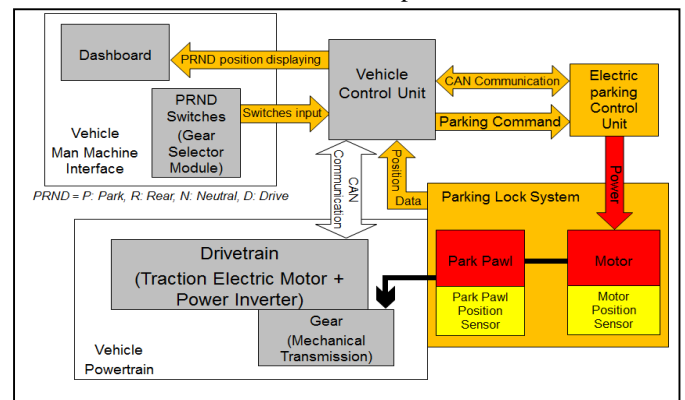 Dashboard
PRND position displaying
Vehicle
Control Unit
CAN Communication
Electric
parking
Control
Unit
PRND
Switches
(Gear
Selector
Module)
Switches input
Parking Command
Vehicle
Man Machine
Interface
PRND = P: Park, R: Rear, N: Neutral, D: Drive
CAN
Communication
Position
Data
Power
Parking Lock System
Drivetrain
(Traction Electric Motor +
Power Inverter)
Park Pawl
Motor
Park Pawl
Position
Sensor
Motor
Position
Sensor
Gear
(Mechanical
Transmission)
Vehicle
Powertrain